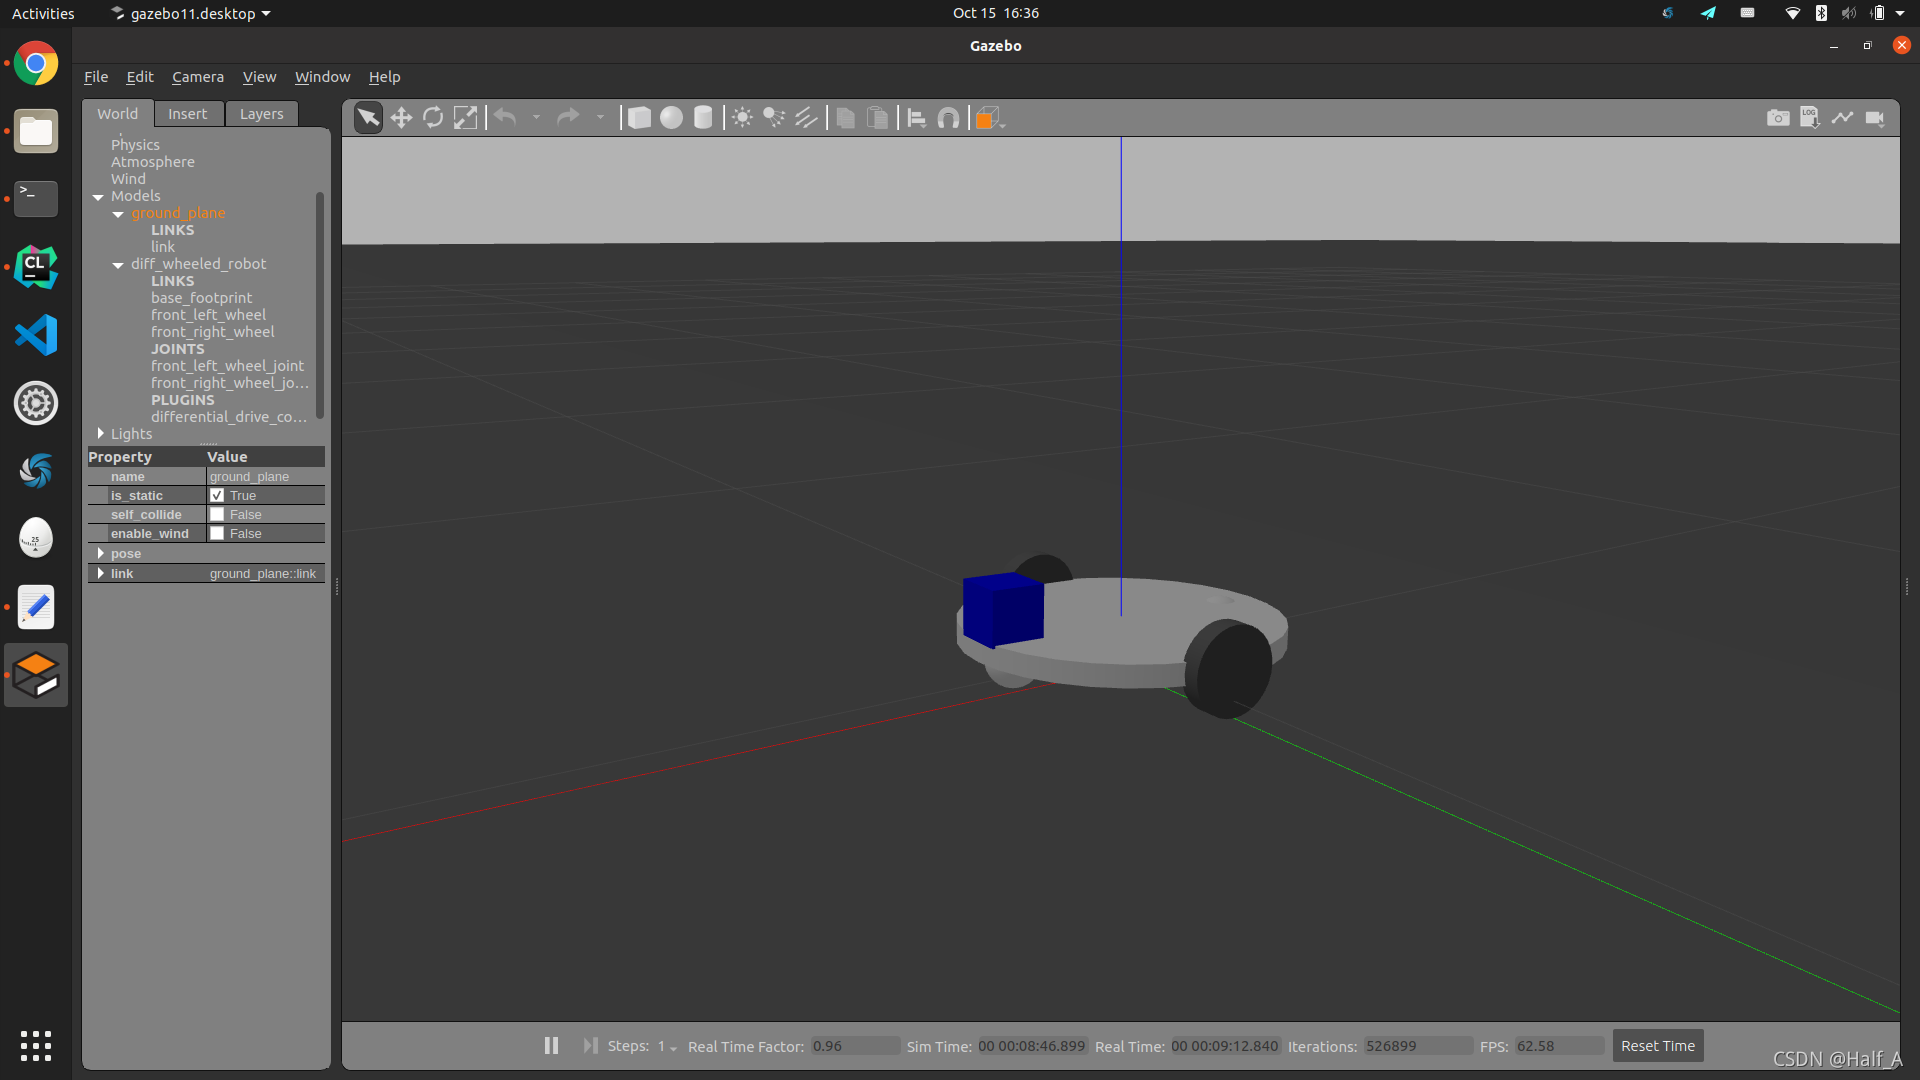 Activities gazebo11.desktop Oct 15 16:36
Gazebo
File Edit Camera View Window Help
World Insert Layers
LOG
Physics
Atmosphere
Wind
Models
ground_plane
LINKS
link
diff_wheeled_robot
LINKS
base_footprint
front_left_wheel
front_right_wheel
JOINTS
front_left_wheel_joint
front_right_wheel_jo...
PLUGINS
differential_drive_co...
Lights
Property Value
name ground_plane
is_static True
self_collide False
enable_wind False
pose
link ground_plane::link
>_
CL
25
Steps: 1 Real Time Factor: 0.96 Sim Time: 00 00:08:46.899 Real Time: 00 00:09:12.840 Iterations: 526899 FPS: 62.58 Reset Time
CSDN @Half_A